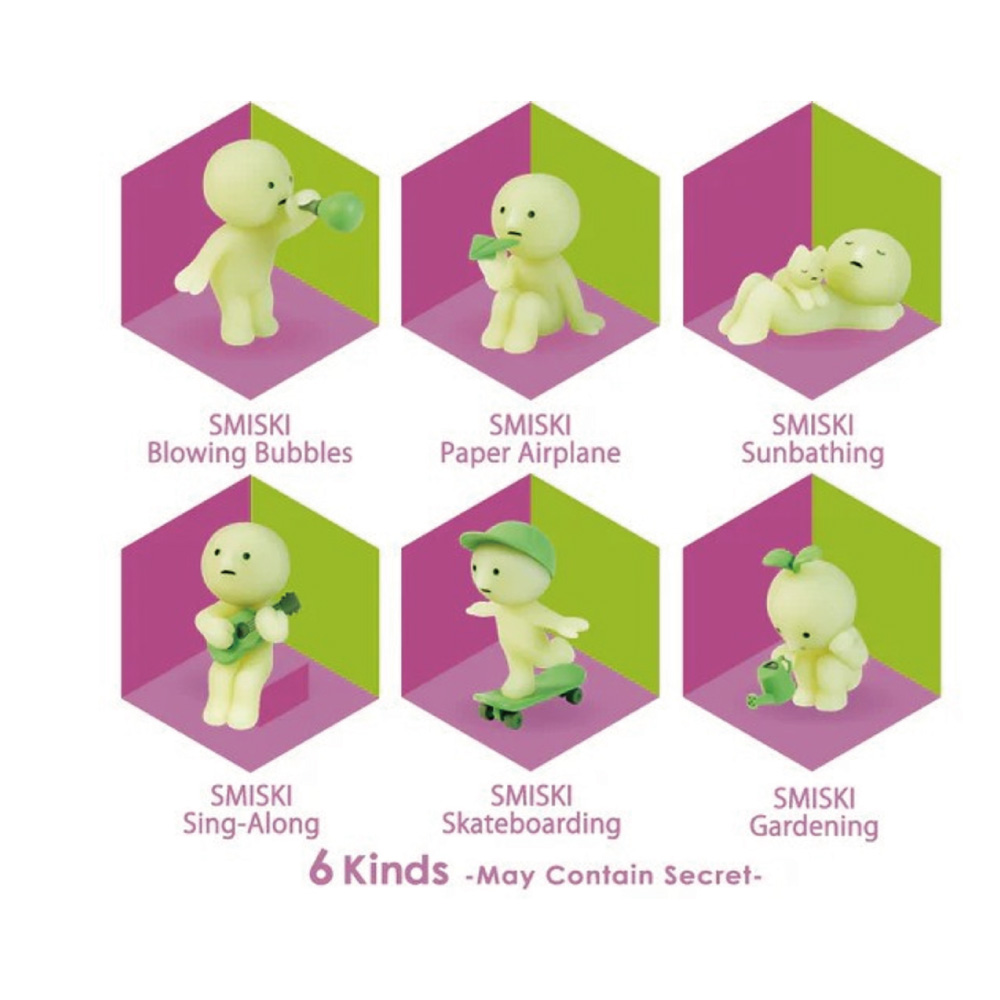 SMISKI
Blowing Bubbles
SMISKI
Paper Airplane
SMISKI
Sunbathing
SMISKI
Sing-Along
SMISKI
Skateboarding
SMISKI
Gardening
6 Kinds -May Contain Secret-